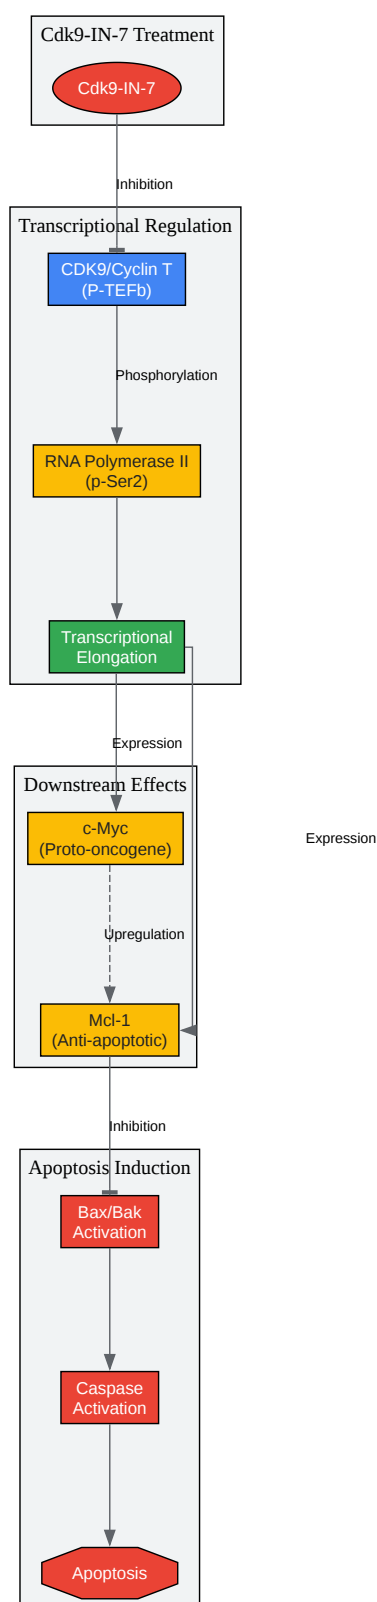 Cdk9-IN-7 Treatment
Cdk9-IN-7
Inhibition
Transcriptional Regulation
CDK9/Cyclin T
(P-TEFb)
Phosphorylation
RNA Polymerase II
(p-Ser2)
Transcriptional
Elongation
Expression
Downstream Effects
c-Myc
(Proto-oncogene)
Expression
Upregulation
Mcl-1
(Anti-apoptotic)
Inhibition
Apoptosis Induction
Bax/Bak
Activation
Caspase
Activation
Apoptosis